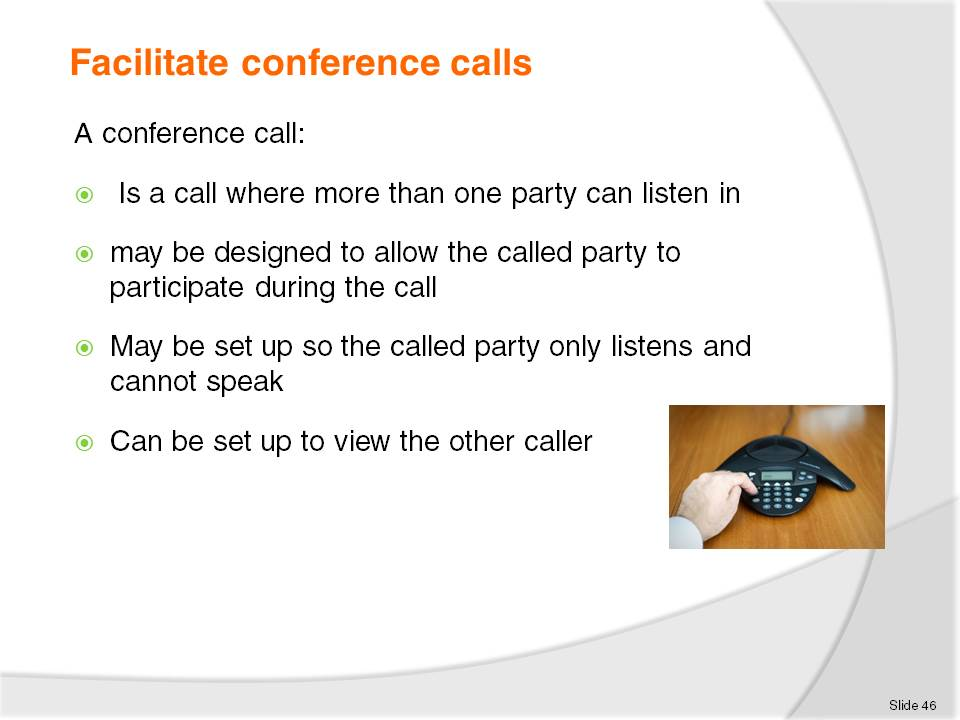 Facilitate conference calls
A conference call:
Is a call where more than one party can listen in
may be designed to allow the called party to
participate during the call
May be set up so the called party only listens and
cannot speak
Can be set up to view the other caller
Slide 46